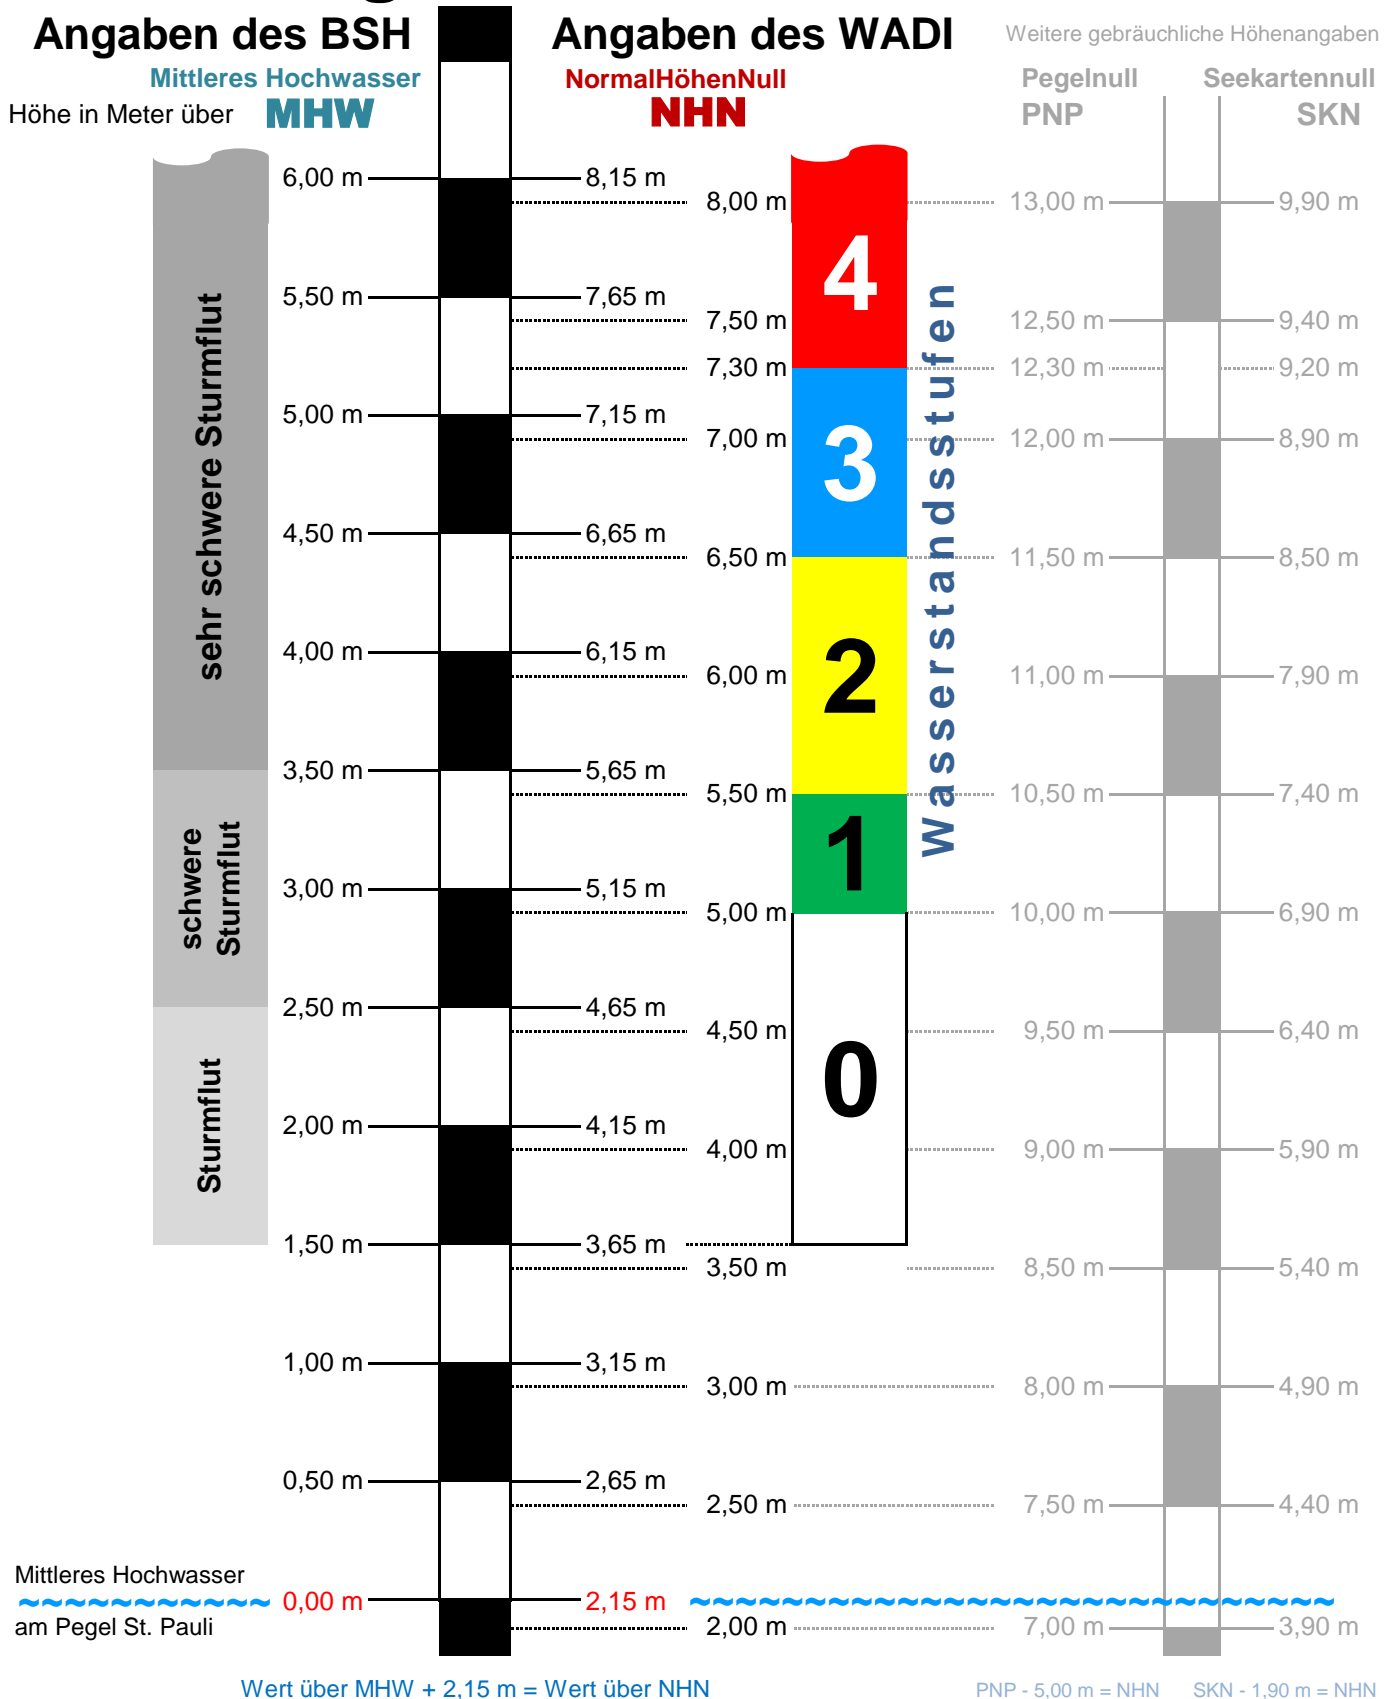 Angaben des BSH
Angaben des WADI
Weitere gebräuchliche Höhenangaben
Mittleres Hochwasser
NormalHöhenNull
Pegelnull
Seekartennull
Höhe in Meter über
MHW
NHN
PNP
SKN
6,00 m
8,15 m
8,00 m
13,00 m
9,90 m
5,50 m
7,65 m
7,50 m
12,50 m
9,40 m
7,30 m
12,30 m
9,20 m
5,00 m
7,15 m
7,00 m
12,00 m
8,90 m
4,50 m
6,65 m
6,50 m
11,50 m
8,50 m
4,00 m
6,15 m
6,00 m
11,00 m
7,90 m
3,50 m
5,65 m
5,50 m
10,50 m
7,40 m
3,00 m
5,15 m
5,00 m
10,00 m
6,90 m
2,50 m
4,65 m
4,50 m
9,50 m
6,40 m
2,00 m
4,15 m
4,00 m
9,00 m
5,90 m
1,50 m
3,65 m
3,50 m
8,50 m
5,40 m
1,00 m
3,15 m
3,00 m
8,00 m
4,90 m
0,50 m
2,65 m
2,50 m
7,50 m
4,40 m
0,00 m
2,15 m
2,00 m
7,00 m
3,90 m
sehr schwere Sturmflut
schwere
Sturmflut
Sturmflut
4
3
2
1
0
Wasserstandsstufen
Mittleres Hochwasser
am Pegel St. Pauli
Wert über MHW + 2,15 m = Wert über NHN
PNP - 5,00 m = NHN
SKN - 1,90 m = NHN